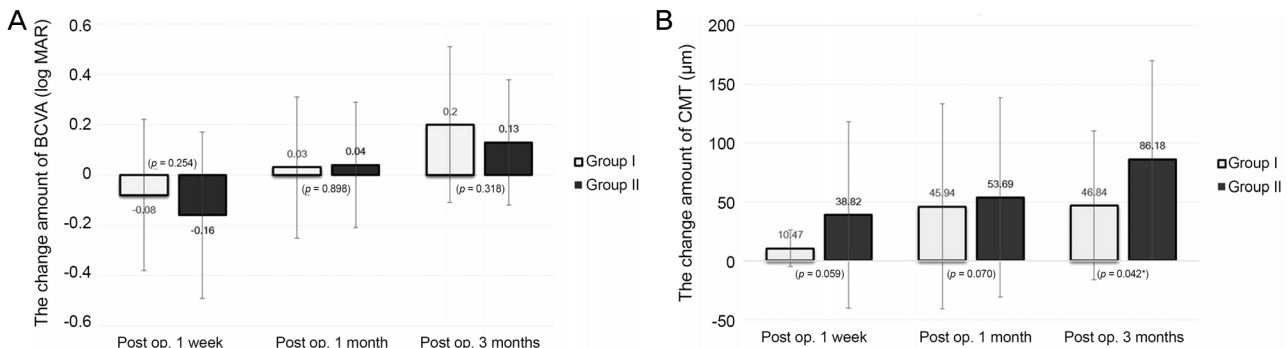 A
The change amount of BCVA (log MAR)
0.6
0.4
0.2
0
-0.2
-0.4
-0.6
(p = 0.254)
-0.08
-0.16
0.03
0.04
(p = 0.898)
0.2
0.13
(p = 0.318)
Post op. 1 week
Post op. 1 month
Post op. 3 months
Group I
Group II
B
The change amount of CMT (μm)
200
150
100
50
0
-50
10.47
38.82
(p = 0.059)
45.94
53.69
(p = 0.070)
46.84
86.18
(p = 0.042*)
Post op. 1 week
Post op. 1 month
Post op. 3 months
Group I
Group II